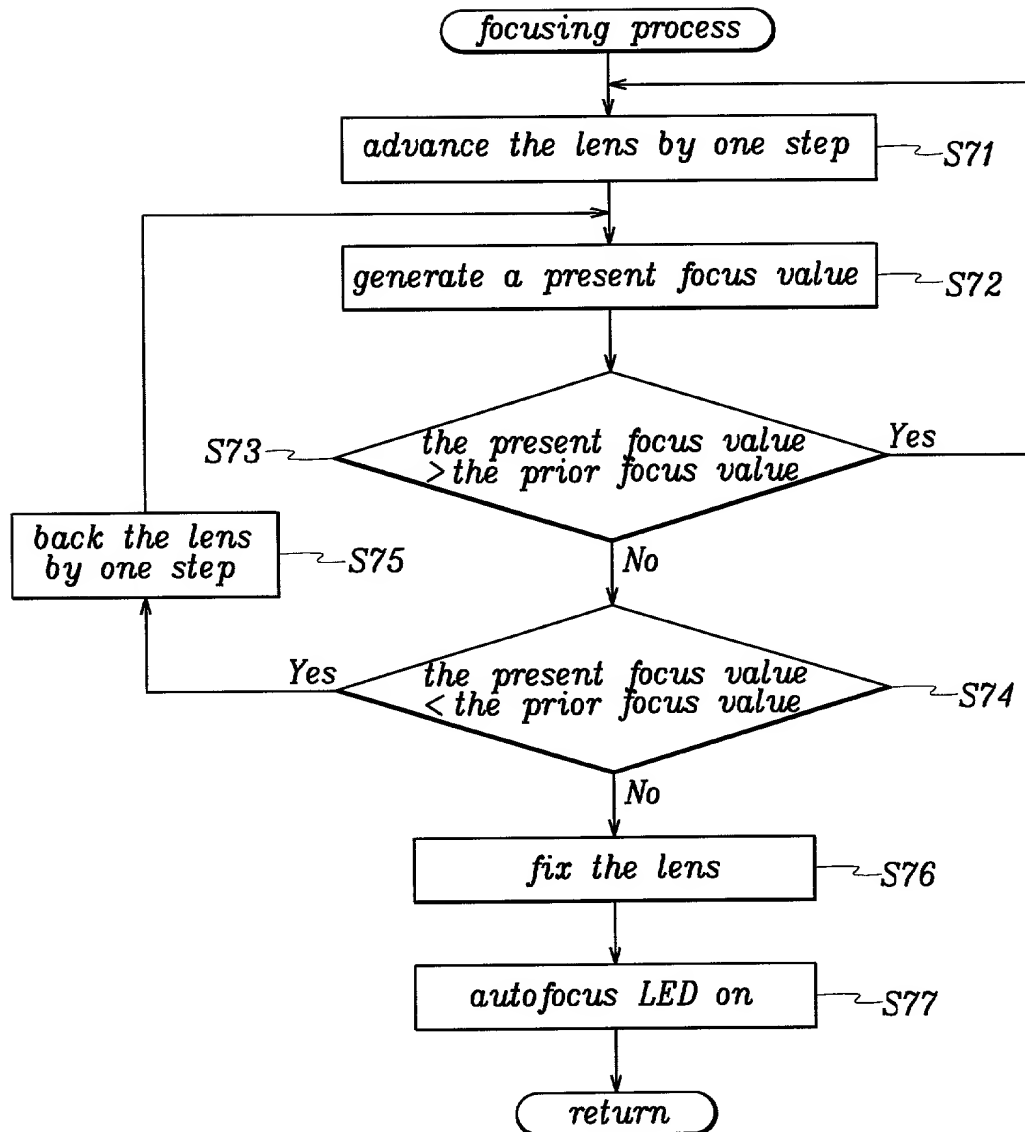 focusing process
advance the lens by one step
S71
generate a present focus value
S72
S73
the present focus value
>the prior focus value
Yes
back the lens
by one step
S75
No
Yes
the present focus value
<the prior focus value
S74
No
fix the lens
S76
autofocus LED on
S77
return